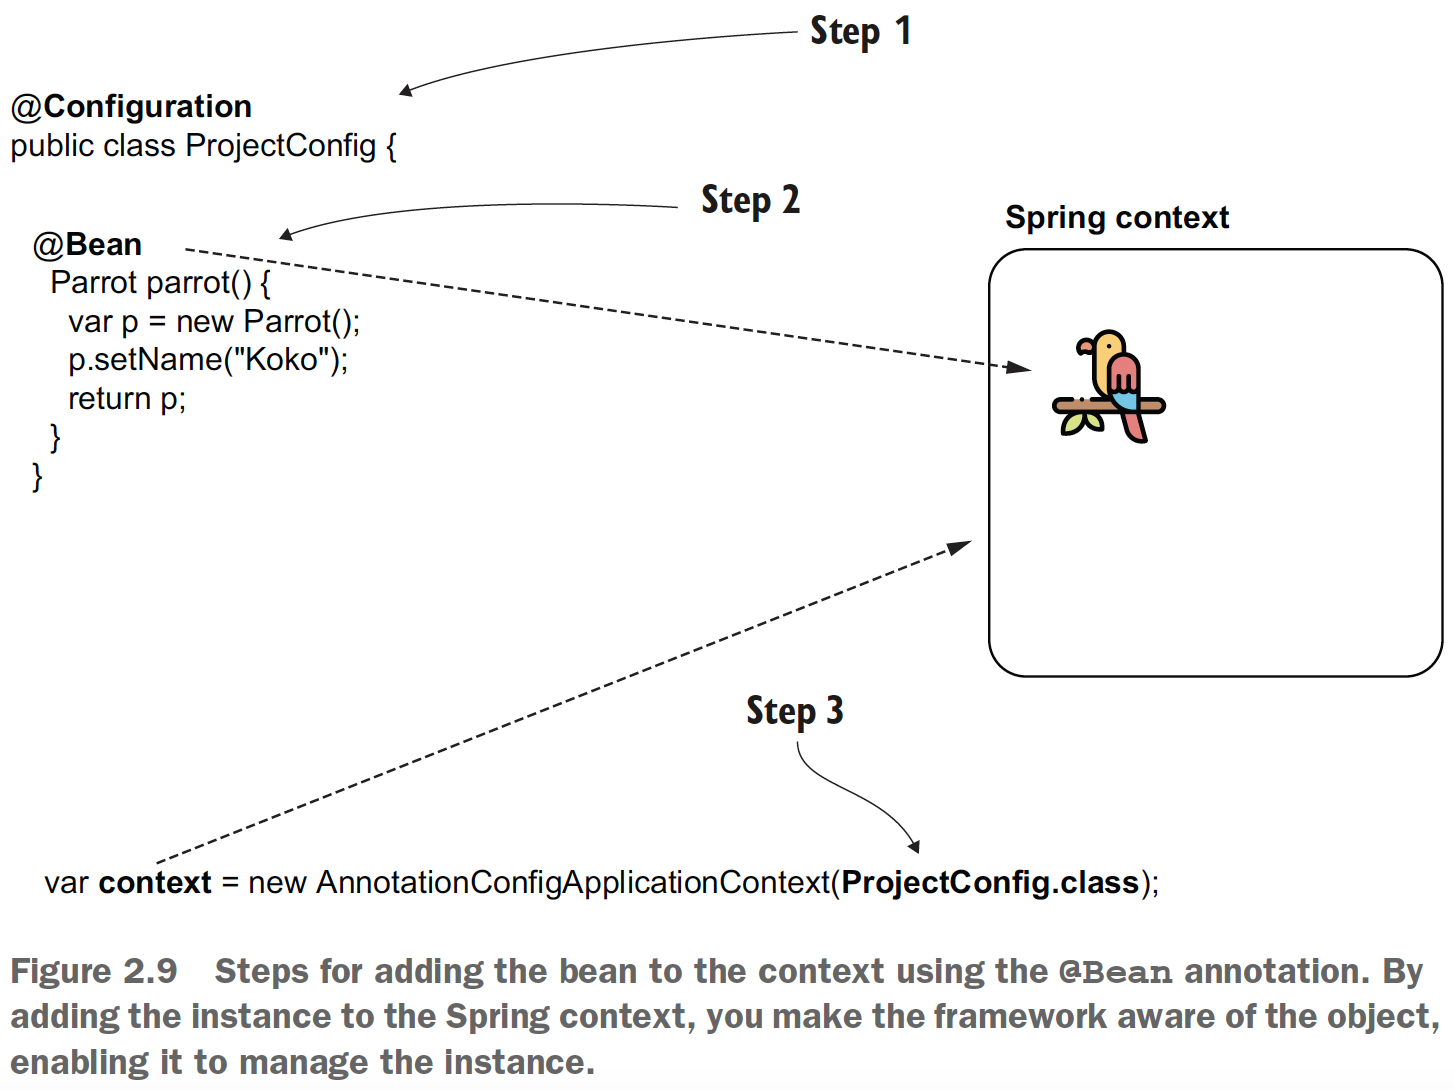 Step 1
@Configuration
public class ProjectConfig {
Step 2
@Bean
Parrot parrot() {
var p = new Parrot();
p.setName("Koko");
return p;
}
}
Spring context
Step 3
var context = new AnnotationConfigApplicationContext(ProjectConfig.class);
Figure 2.9 Steps for adding the bean to the context using the @Bean annotation. By
adding the instance to the Spring context, you make the framework aware of the object,
enabling it to manage the instance.